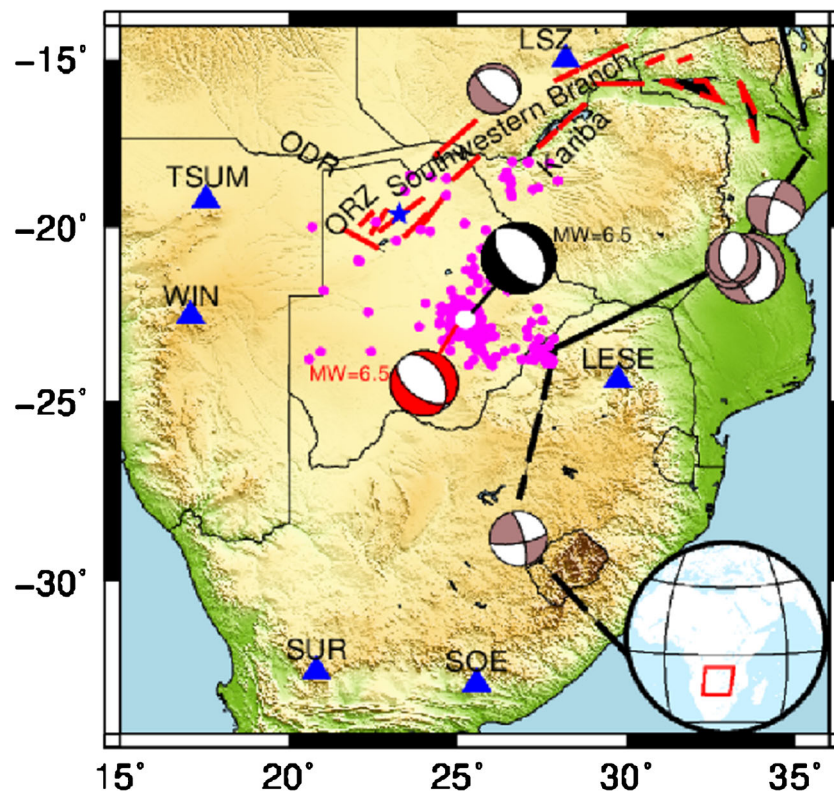 LSZ
−15˚
Southwestern Branch
Kariba
ODR
TSUM
ORZ
−20˚
MW=6.5
WIN
LESE
MW=6.5
−25˚
−30˚
SUR
SOE
15˚ 20˚ 25˚ 30˚ 35˚